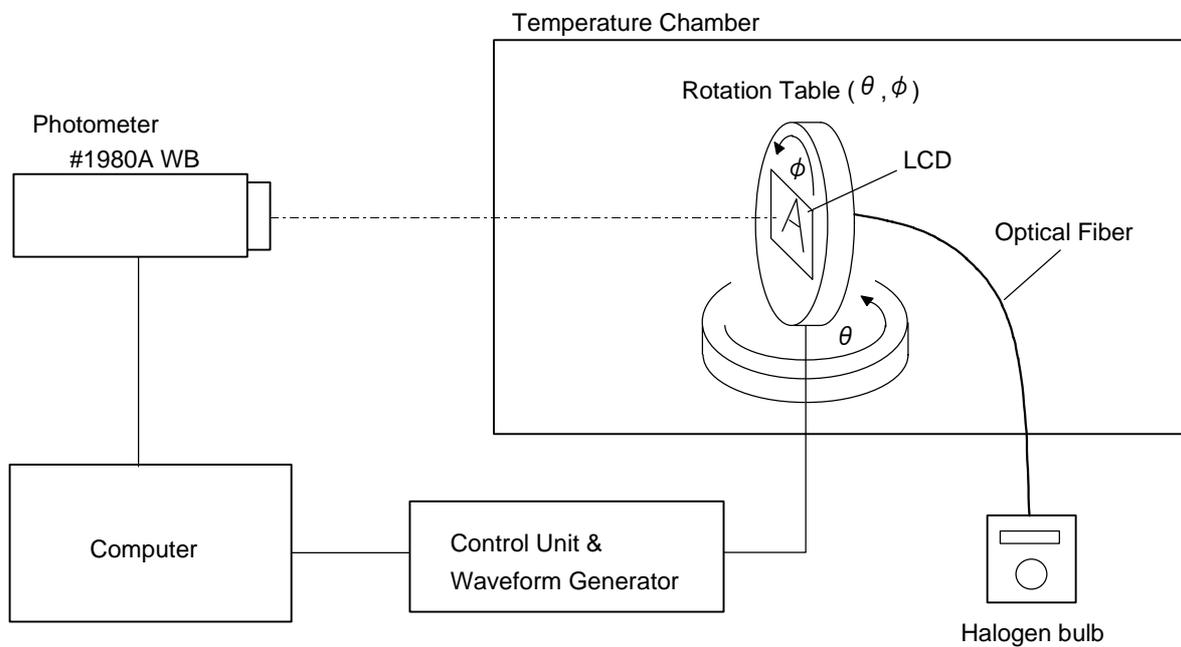 Temperature Chamber
Rotation Table ( θ , ϕ )
Photometer
#1980A WB
ϕ
LCD
A
Optical Fiber
θ
Computer
Control Unit &
Waveform Generator
Halogen bulb